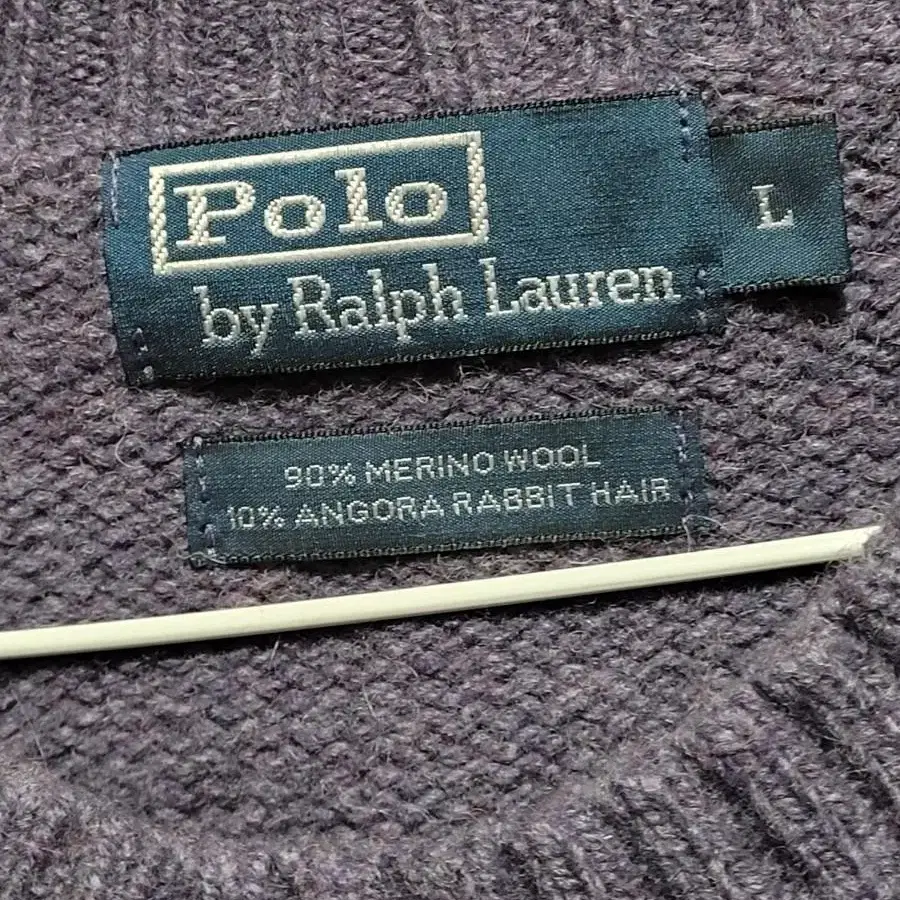 Polo
by Ralph Lauren
L
90% MERINO WOOL
10% ANGORA RABBIT HAIR